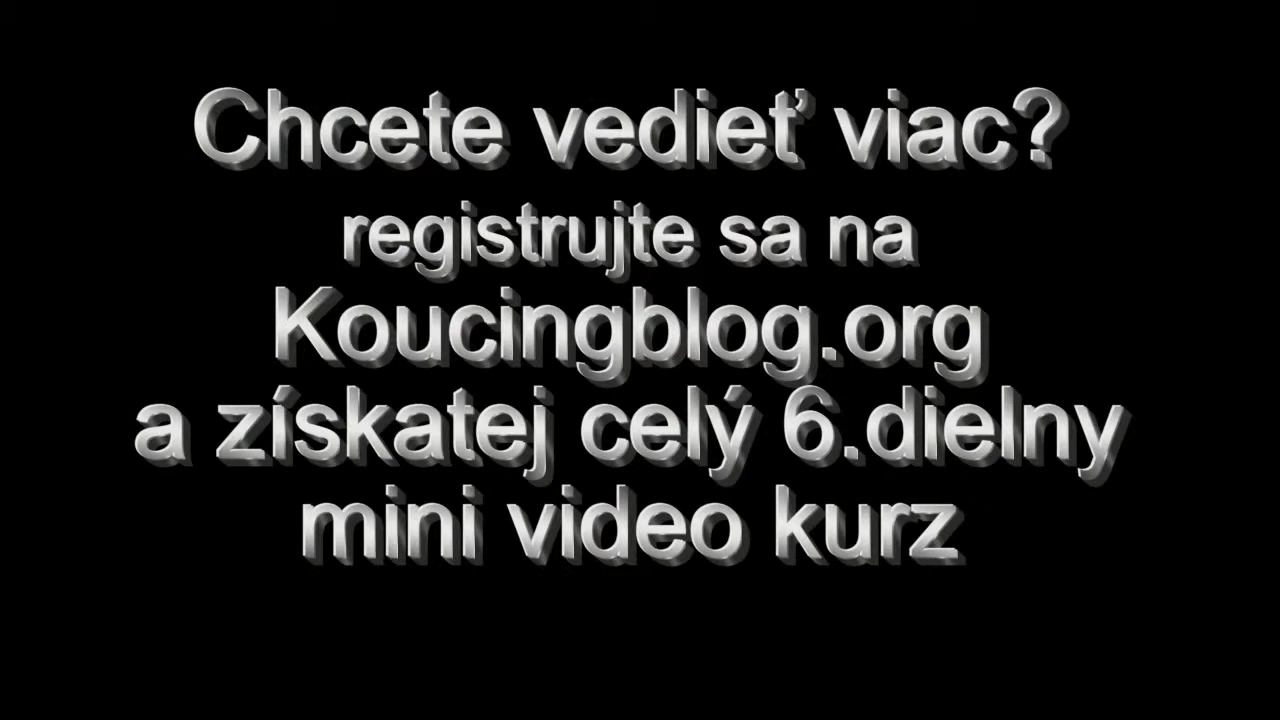 Chcete vedieť viac?
registrujte sa na
Koucingblog.org
a získatej celý 6.dielny
mini video kurz